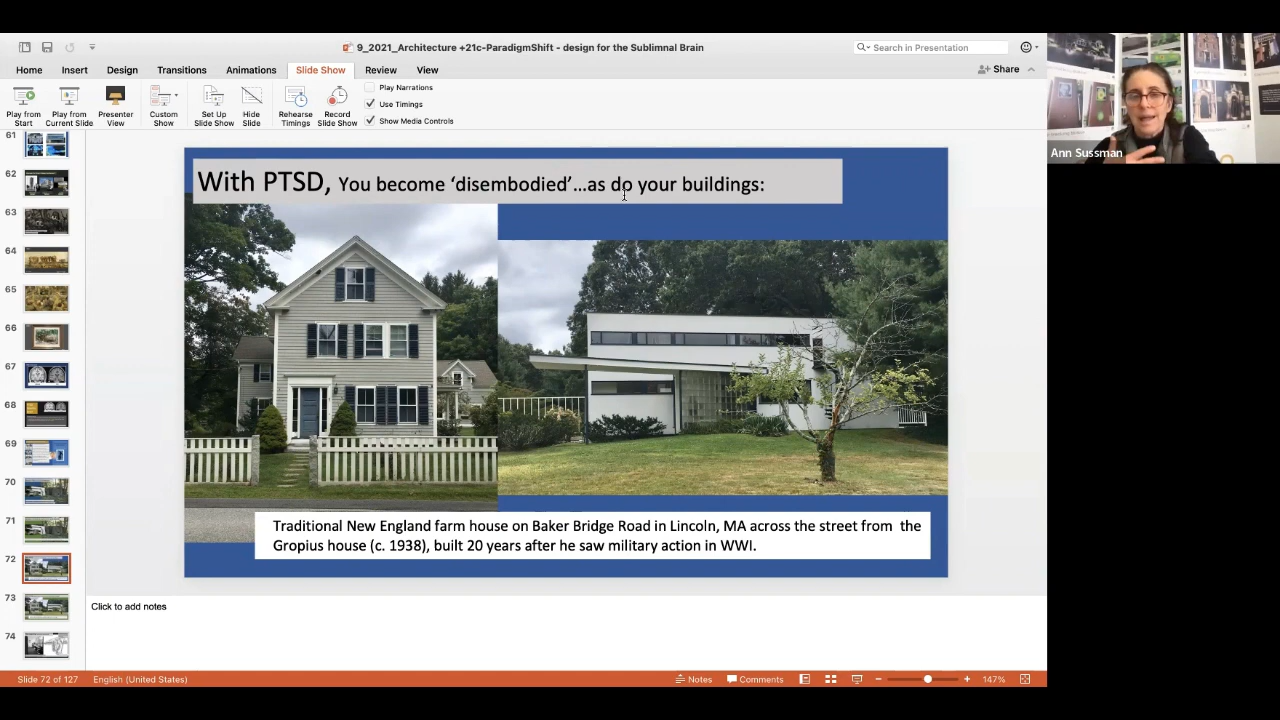 9_2021_Architecture +21c-ParadigmShift - design for the Sublimnal Brain
Search in Presentation
Home Insert Design Transitions Animations Slide Show Review View
Share
Play from Start
Play from Current Slide
Presenter View
Custom Show
Set Up Slide Show
Hide Slide
Rehearse Timings
Record Slide Show
Play Narrations
Use Timings
Show Media Controls
Ann Sussman
61
62
63
64
65
66
67
68
69
70
71
72
73
74
With PTSD, You become ‘disembodied’...as do your buildings:
Traditional New England farm house on Baker Bridge Road in Lincoln, MA across the street from the
Gropius house (c. 1938), built 20 years after he saw military action in WWI.
Click to add notes
Slide 72 of 127 English (United States) Notes Comments 147%